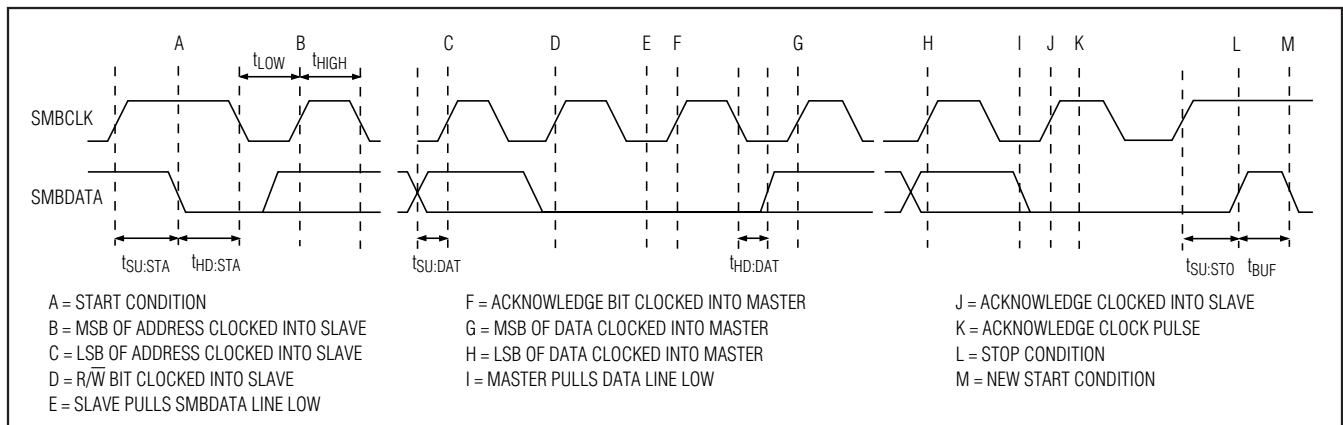 A B C D E F G H I J K L M
tLOW tHIGH
SMBCLK
SMBDATA
tSU:STA tHD:STA tSU:DAT tHD:DAT tSU:STO tBUF
A = START CONDITION
B = MSB OF ADDRESS CLOCKED INTO SLAVE
C = LSB OF ADDRESS CLOCKED INTO SLAVE
D = R/W̅ BIT CLOCKED INTO SLAVE
E = SLAVE PULLS SMBDATA LINE LOW
F = ACKNOWLEDGE BIT CLOCKED INTO MASTER
G = MSB OF DATA CLOCKED INTO MASTER
H = LSB OF DATA CLOCKED INTO MASTER
I = MASTER PULLS DATA LINE LOW
J = ACKNOWLEDGE CLOCKED INTO SLAVE
K = ACKNOWLEDGE CLOCK PULSE
L = STOP CONDITION
M = NEW START CONDITION